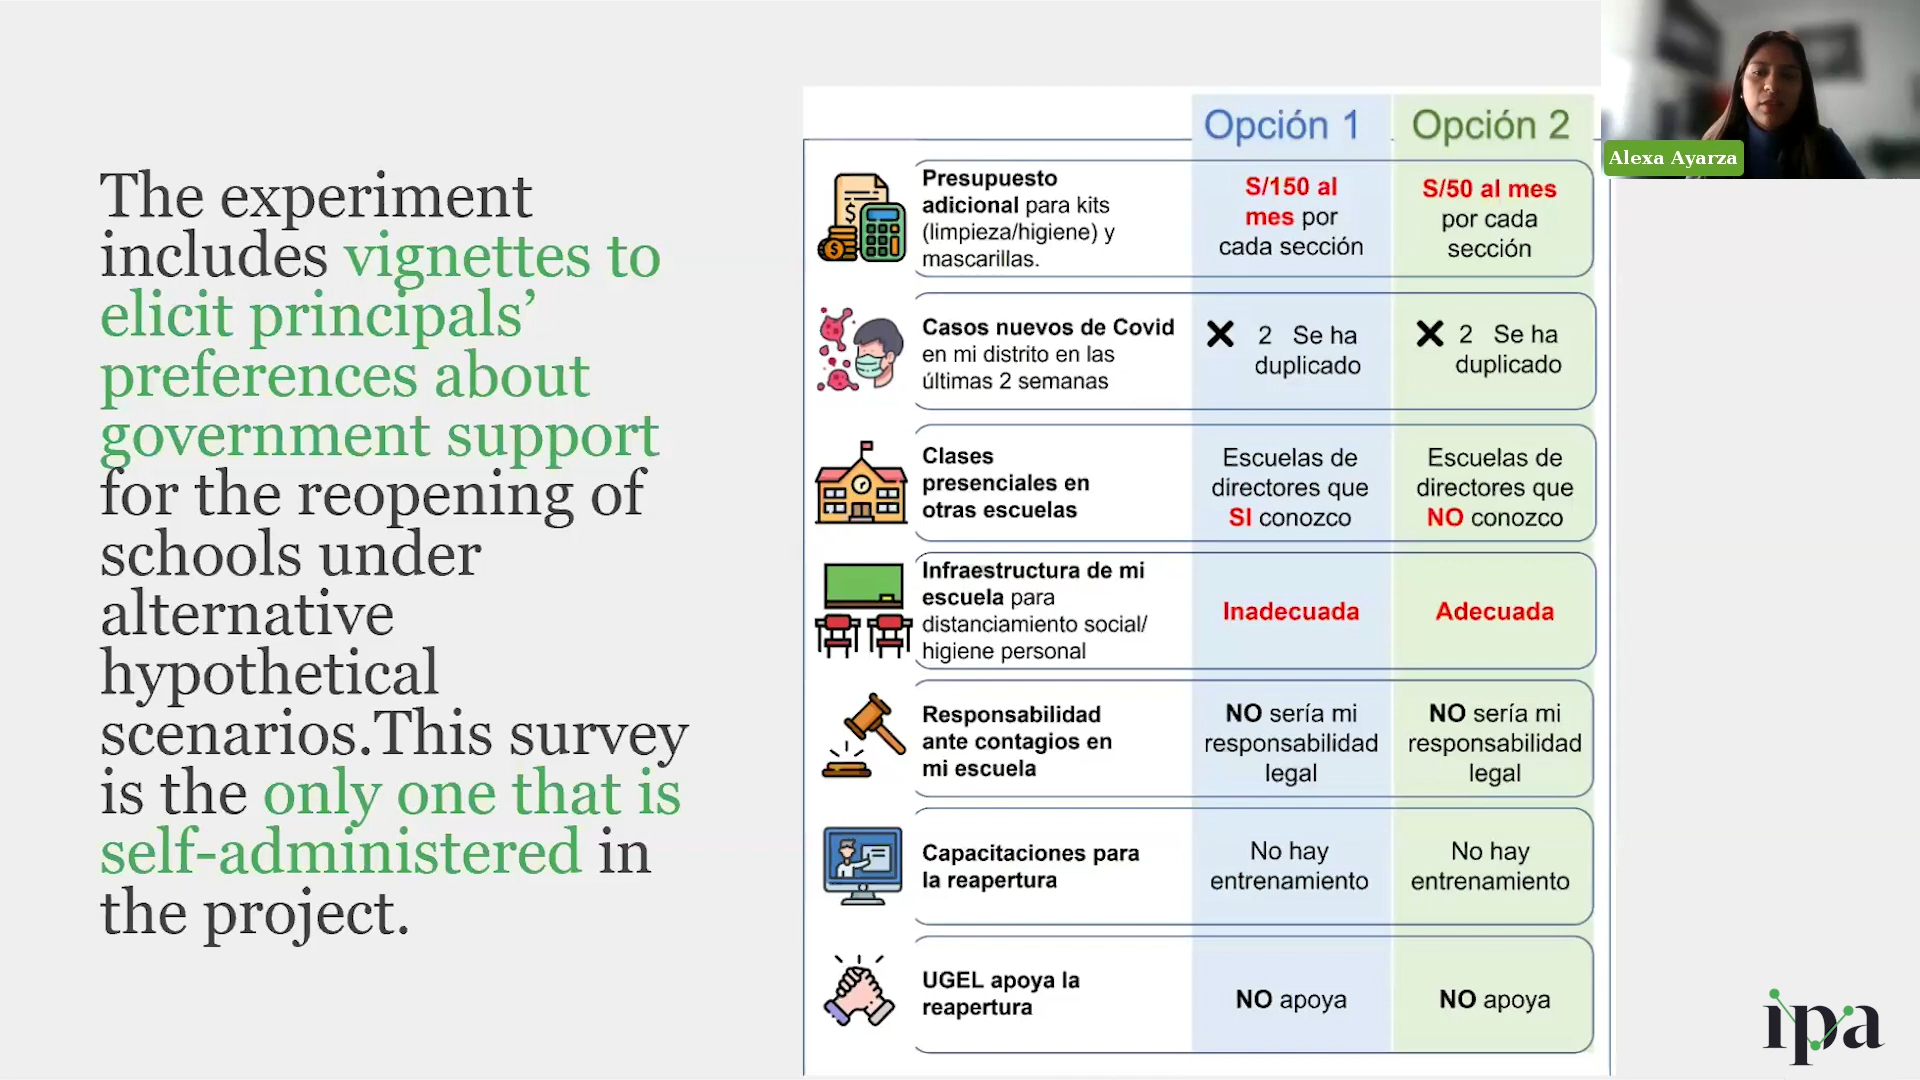 The experiment
includes vignettes to
elicit principals’
preferences about
government support
for the reopening of
schools under
alternative
hypothetical
scenarios.This survey
is the only one that is
self-administered in
the project.
Opción 1
Opción 2
Presupuesto
adicional para kits
(limpieza/higiene) y
mascarillas.
S/150 al
mes por
cada sección
S/50 al mes
por cada
sección
Casos nuevos de Covid
en mi distrito en las
últimas 2 semanas
2 Se ha
duplicado
2 Se ha
duplicado
Clases
presenciales en
otras escuelas
Escuelas de
directores que
SI conozco
Escuelas de
directores que
NO conozco
Infraestructura de mi
escuela para
distanciamiento social/
higiene personal
Inadecuada
Adecuada
Responsabilidad
ante contagios en
mi escuela
NO sería mi
responsabilidad
legal
NO sería mi
responsabilidad
legal
Capacitaciones para
la reapertura
No hay
entrenamiento
No hay
entrenamiento
UGEL apoya la
reapertura
NO apoya
NO apoya
Alexa Ayarza
ipa